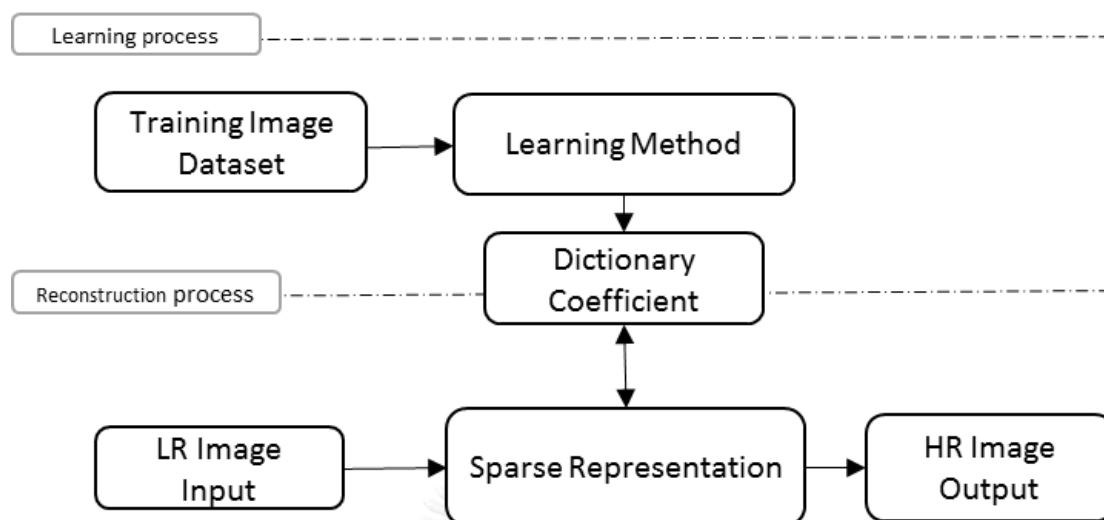 Learning process
Training Image
Dataset
Learning Method
Dictionary
Coefficient
Reconstruction process
LR Image
Input
Sparse Representation
HR Image
Output